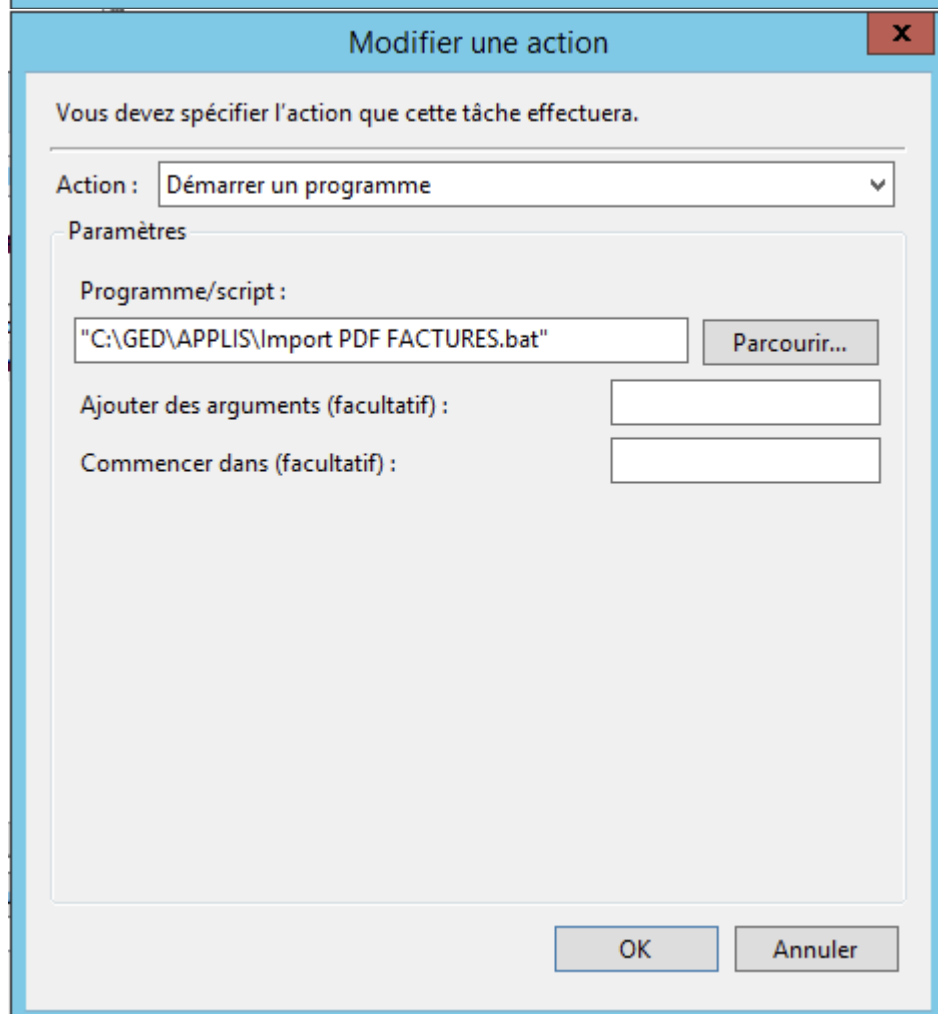 Modifier une action
x
Vous devez spécifier l'action que cette tâche effectuera.
Action : Démarrer un programme
Paramètres
Programme/script :
"C:\GED\APPLIS\Import PDF FACTURES.bat" Parcourir...
Ajouter des arguments (facultatif) :
Commencer dans (facultatif) :
OK Annuler